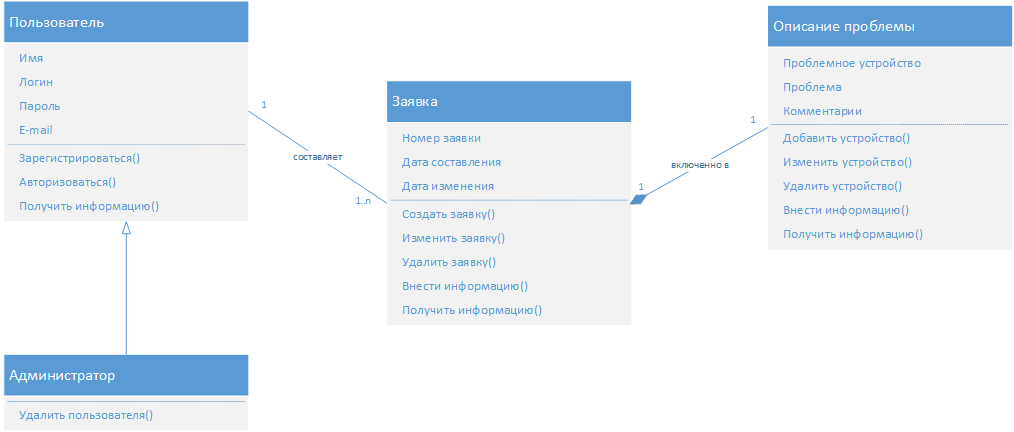 Пользователь
Имя
Логин
Пароль
E-mail
Зарегистрироваться()
Авторизоваться()
Получить информацию()
Администратор
Удалить пользователя()
1
составляет
1..n
Заявка
Номер заявки
Дата составления
Дата изменения
Создать заявку()
Изменить заявку()
Удалить заявку()
Внести информацию()
Получить информацию()
1
включенно в
1
Описание проблемы
Проблемное устройство
Проблема
Комментарии
Добавить устройство()
Изменить устройство()
Удалить устройство()
Внести информацию()
Получить информацию()